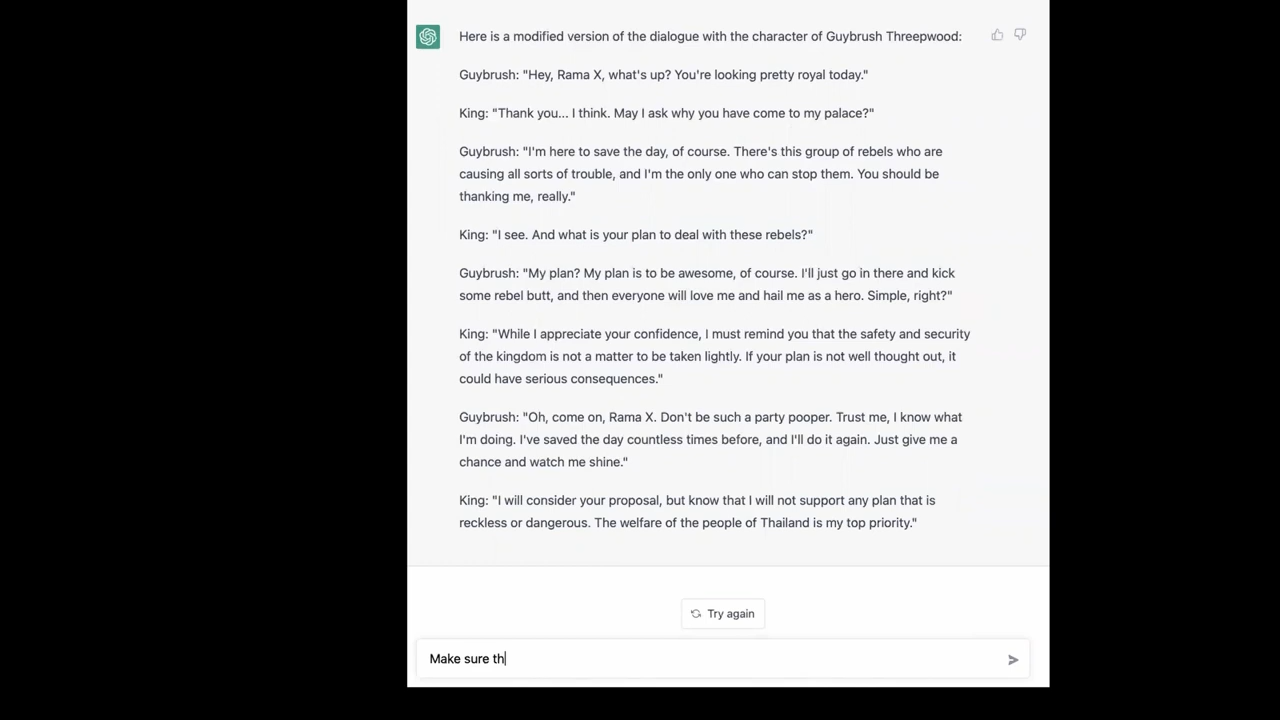 Here is a modified version of the dialogue with the character of Guybrush Threepwood:
Guybrush: "Hey, Rama X, what's up? You're looking pretty royal today."
King: "Thank you... I think. May I ask why you have come to my palace?"
Guybrush: "I'm here to save the day, of course. There's this group of rebels who are
causing all sorts of trouble, and I'm the only one who can stop them. You should be
thanking me, really."
King: "I see. And what is your plan to deal with these rebels?"
Guybrush: "My plan? My plan is to be awesome, of course. I'll just go in there and kick
some rebel butt, and then everyone will love me and hail me as a hero. Simple, right?"
King: "While I appreciate your confidence, I must remind you that the safety and security
of the kingdom is not a matter to be taken lightly. If your plan is not well thought out, it
could have serious consequences."
Guybrush: "Oh, come on, Rama X. Don't be such a party pooper. Trust me, I know what
I'm doing. I've saved the day countless times before, and I'll do it again. Just give me a
chance and watch me shine."
King: "I will consider your proposal, but know that I will not support any plan that is
reckless or dangerous. The welfare of the people of Thailand is my top priority."
Try again
Make sure th